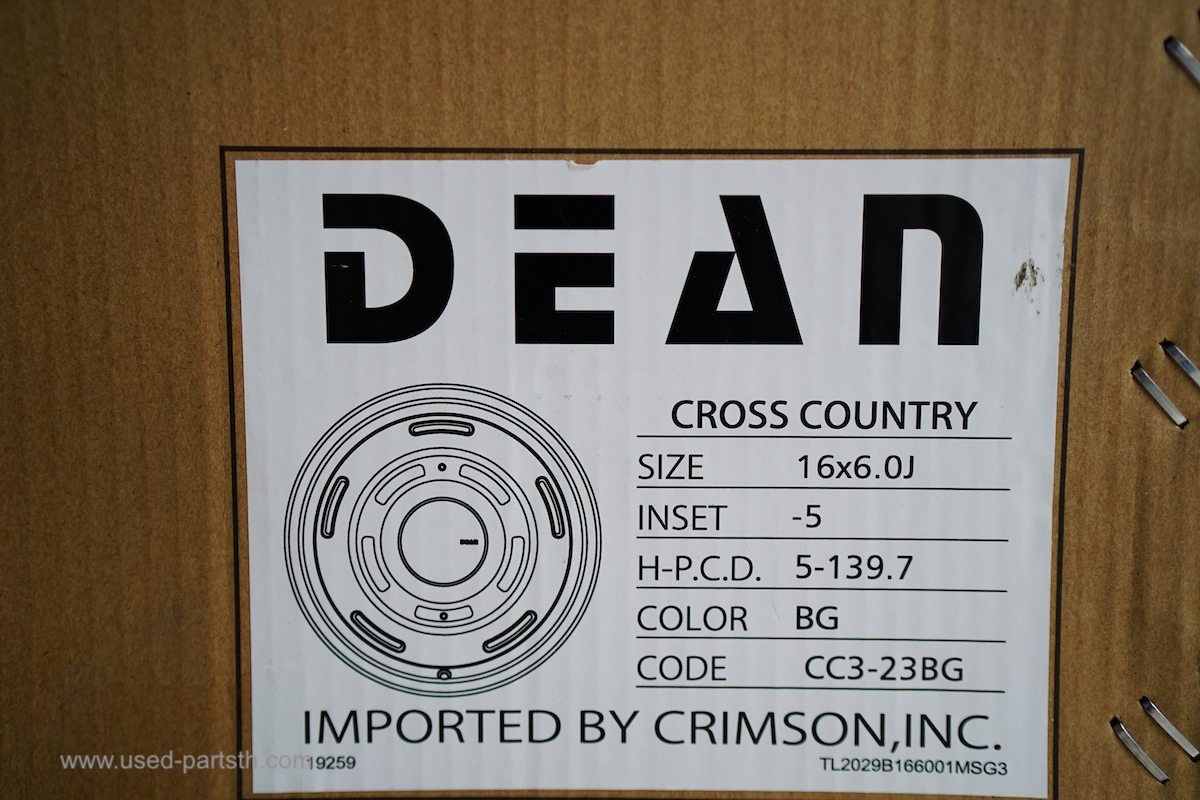 DEAN
CROSS COUNTRY
SIZE 16x6.0J
INSET -5
H-P.C.D. 5-139.7
COLOR BG
CODE CC3-23BG
DEAN
IMPORTED BY CRIMSON,INC.
www.used-partsth.com
19259 TL2029B166001MSG3